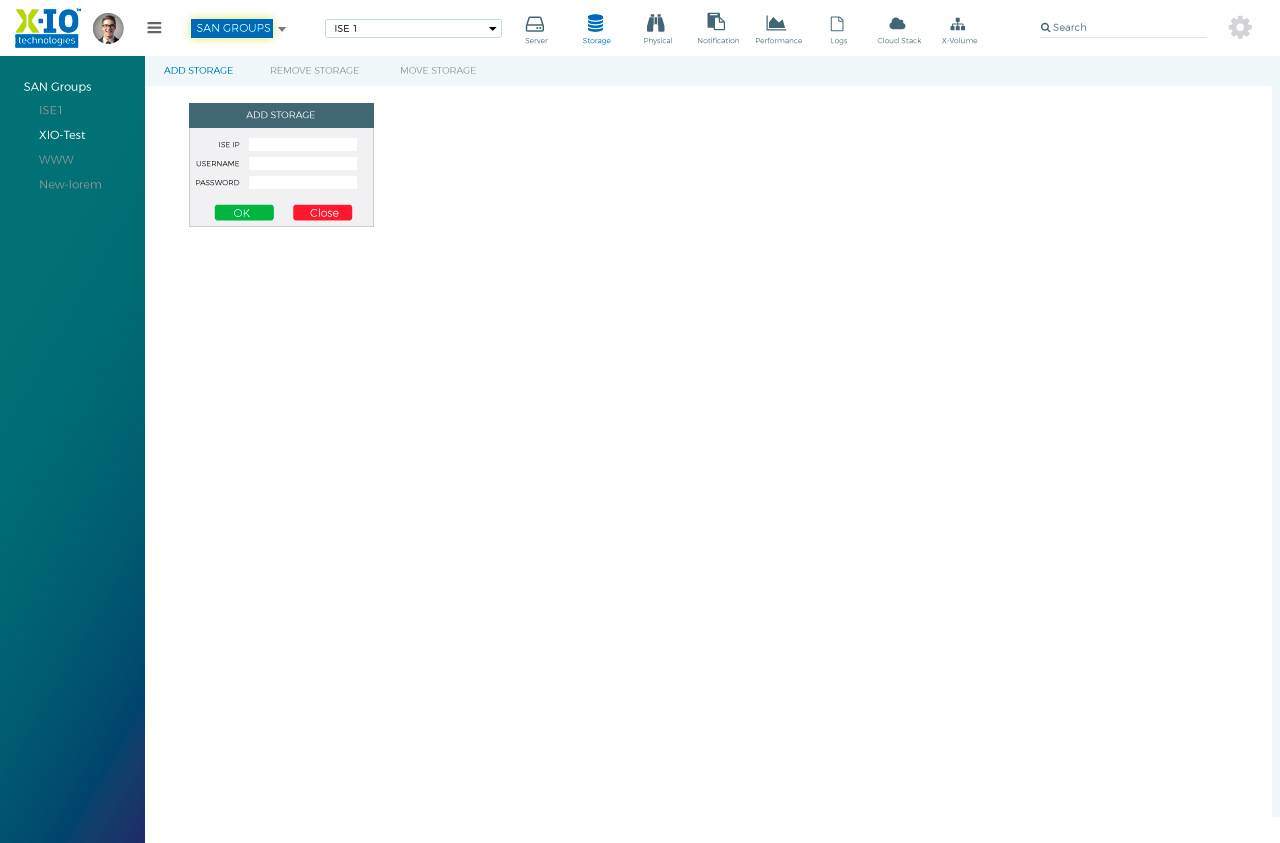 X-IO™
technologies
SAN GROUPS
ISE 1
Server
Storage
Physical
Notification
Performance
Logs
Cloud Stack
X-Volume
Search
SAN Groups
ISE1
XIO-Test
WWW
New-lorem
ADD STORAGE
REMOVE STORAGE
MOVE STORAGE
ADD STORAGE
ISE IP
USERNAME
PASSWORD
OK
Close